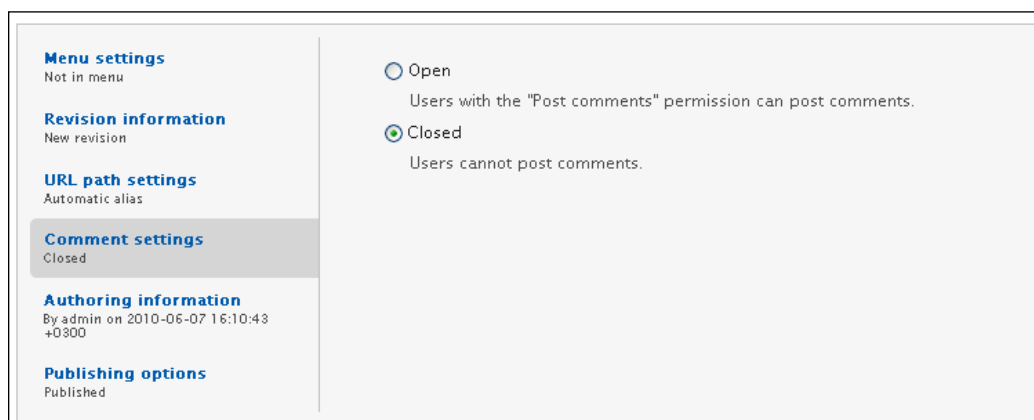 Menu settings
Not in menu
Revision information
New revision
URL path settings
Automatic alias
Comment settings
Closed
Authoring information
By admin on 2010-06-07 16:10:43
+0300
Publishing options
Published
Open
Users with the "Post comments" permission can post comments.
Closed
Users cannot post comments.